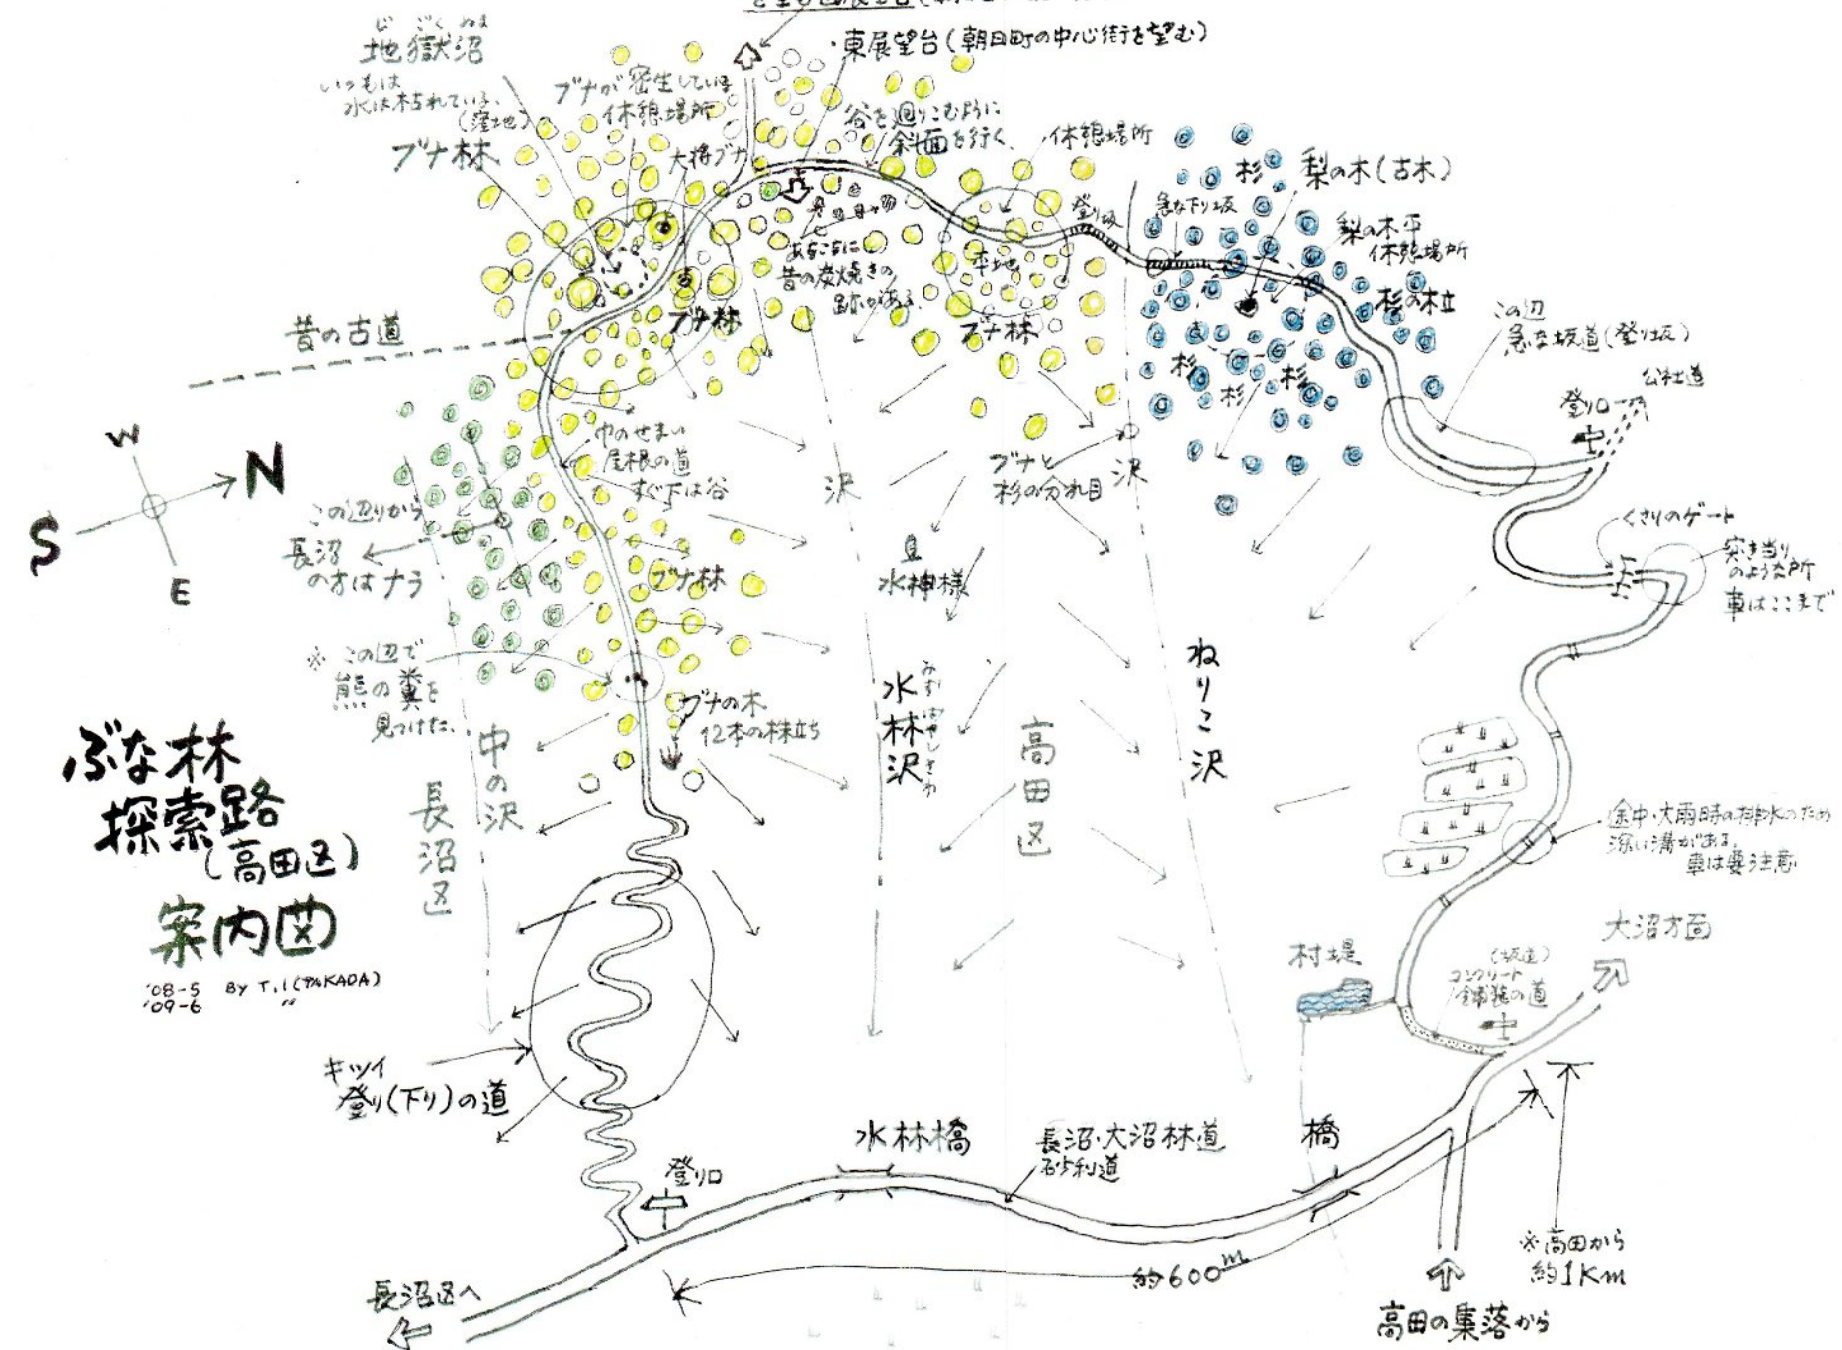 東展望台(朝日町の中心街を望む)
じごくぬま
地獄沼
いつもは
水は枯れている。
(窪地)
ブナが密生している
休憩場所
ブナ林
大将ブナ
谷を廻りこむように
斜面を行く
休憩場所
登り坂
急な下り坂
杉
梨の木(古木)
梨の木平
休憩場所
杉の木立
あちこちに
昔の炭焼きの
跡がある
平地
ブナ林
ブナ林
昔の古道
杉
杉
杉
この辺
急な坂道(登り坂)
公社道
登り口
W
N
S
E
巾のせまい
屋根の道
すぐ下は谷
沢
ブナと
杉の分れ目
沢
この辺りから
長沼
の方はナラ
くさりのゲート
突き当り
のような所
車はここまで
水神様
ブナ林
※この辺で
熊の糞を
見つけた。
ブナの木
12本の株立ち
中の沢
長沼区
水林沢
みずばやしざわ
高田区
ねりこ沢
ぶな林
探索路
(高田区)
案内図
'08-5 BY T.I(TAKADA)
'09-6 〃
途中・大雨時の排水のため
深い溝がある。
車は要注意
大沼方面
村堤
(坂道)
コンクリート
舗装の道
キツイ
登り(下り)の道
水林橋
長沼・大沼林道
砂利道
橋
登り口
約600m
※高田から
約1Km
長沼区へ
高田の集落から